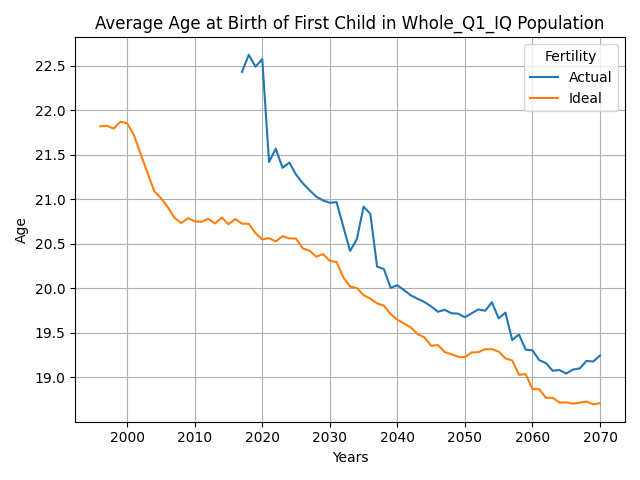 Average Age at Birth of First Child in Whole_Q1_IQ Population
Fertility
Actual
Ideal
22.5
22.0
21.5
21.0
20.5
20.0
19.5
19.0
Age
2000
2010
2020
2030
2040
2050
2060
2070
Years